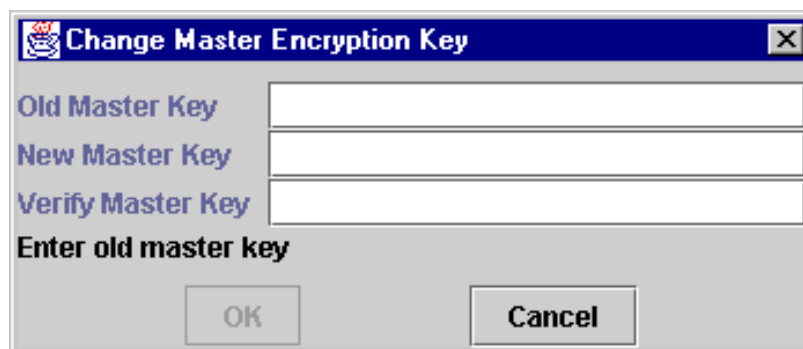 Change Master Encryption Key
Old Master Key
New Master Key
Verify Master Key
Enter old master key
OK Cancel